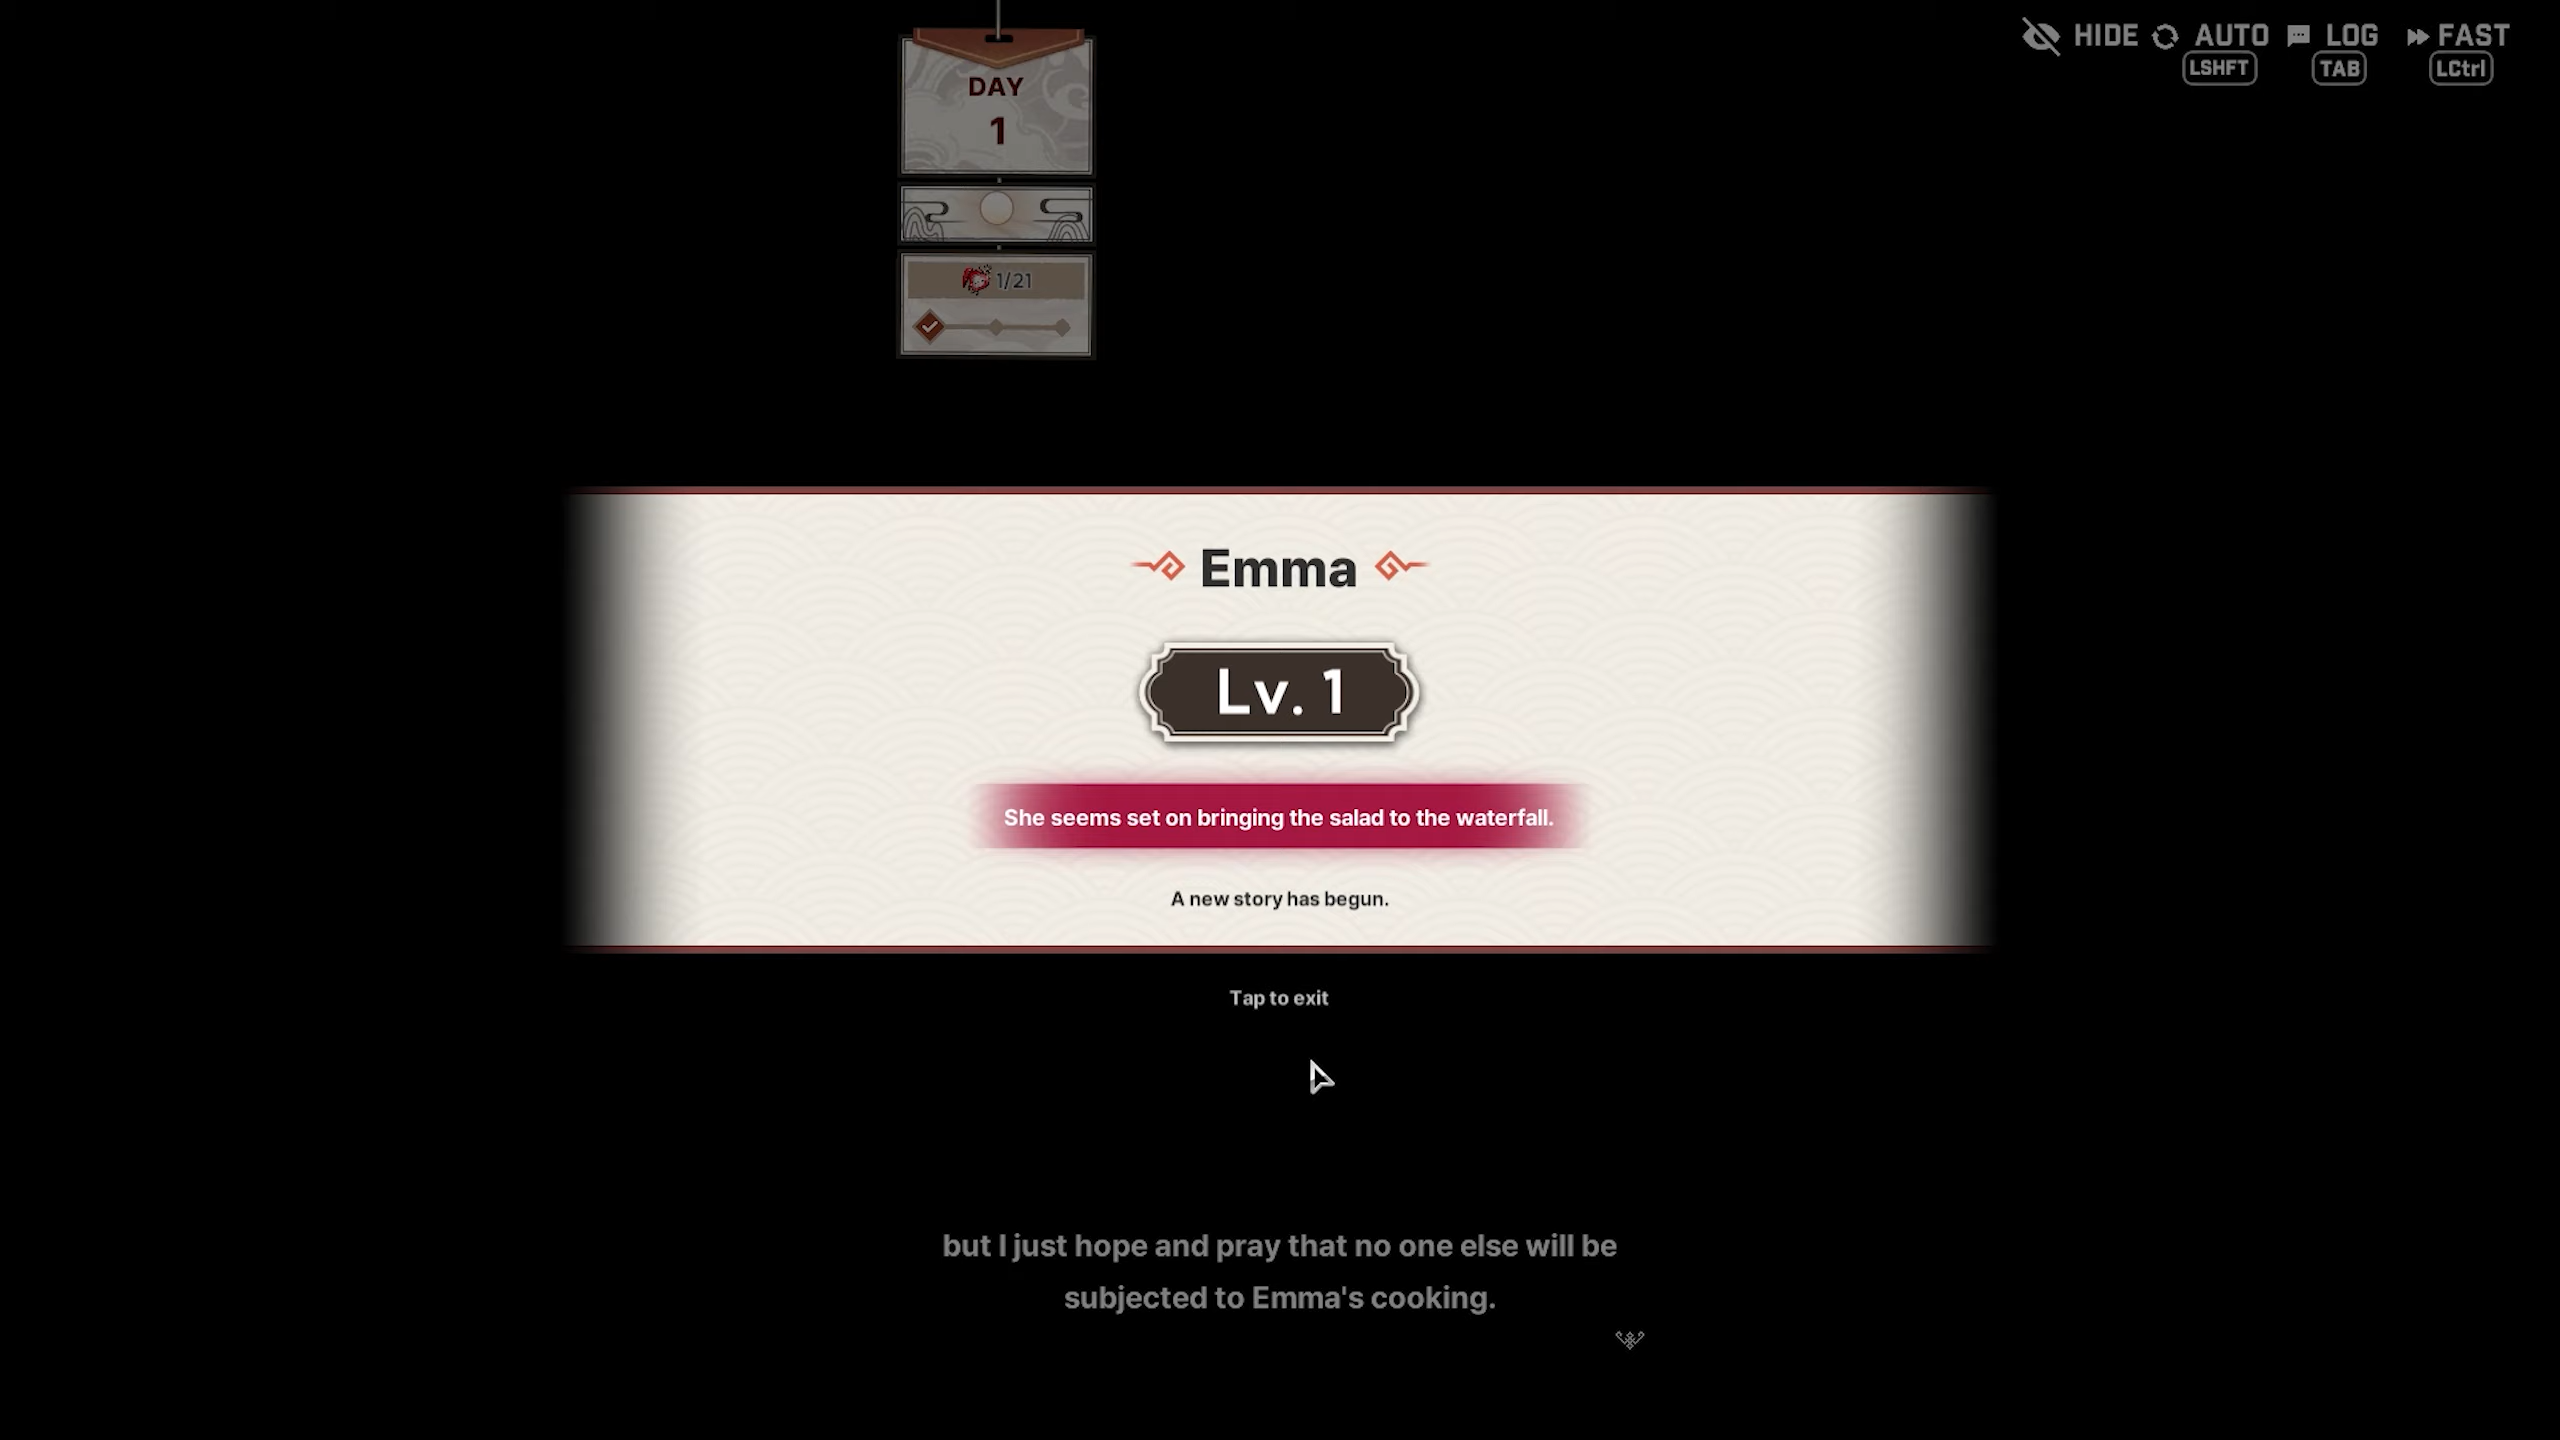 HIDE AUTO LOG FAST
LSHFT TAB LCtrl
DAY
1
1/21
Emma
Lv. 1
She seems set on bringing the salad to the waterfall.
A new story has begun.
Tap to exit
but I just hope and pray that no one else will be
subjected to Emma's cooking.